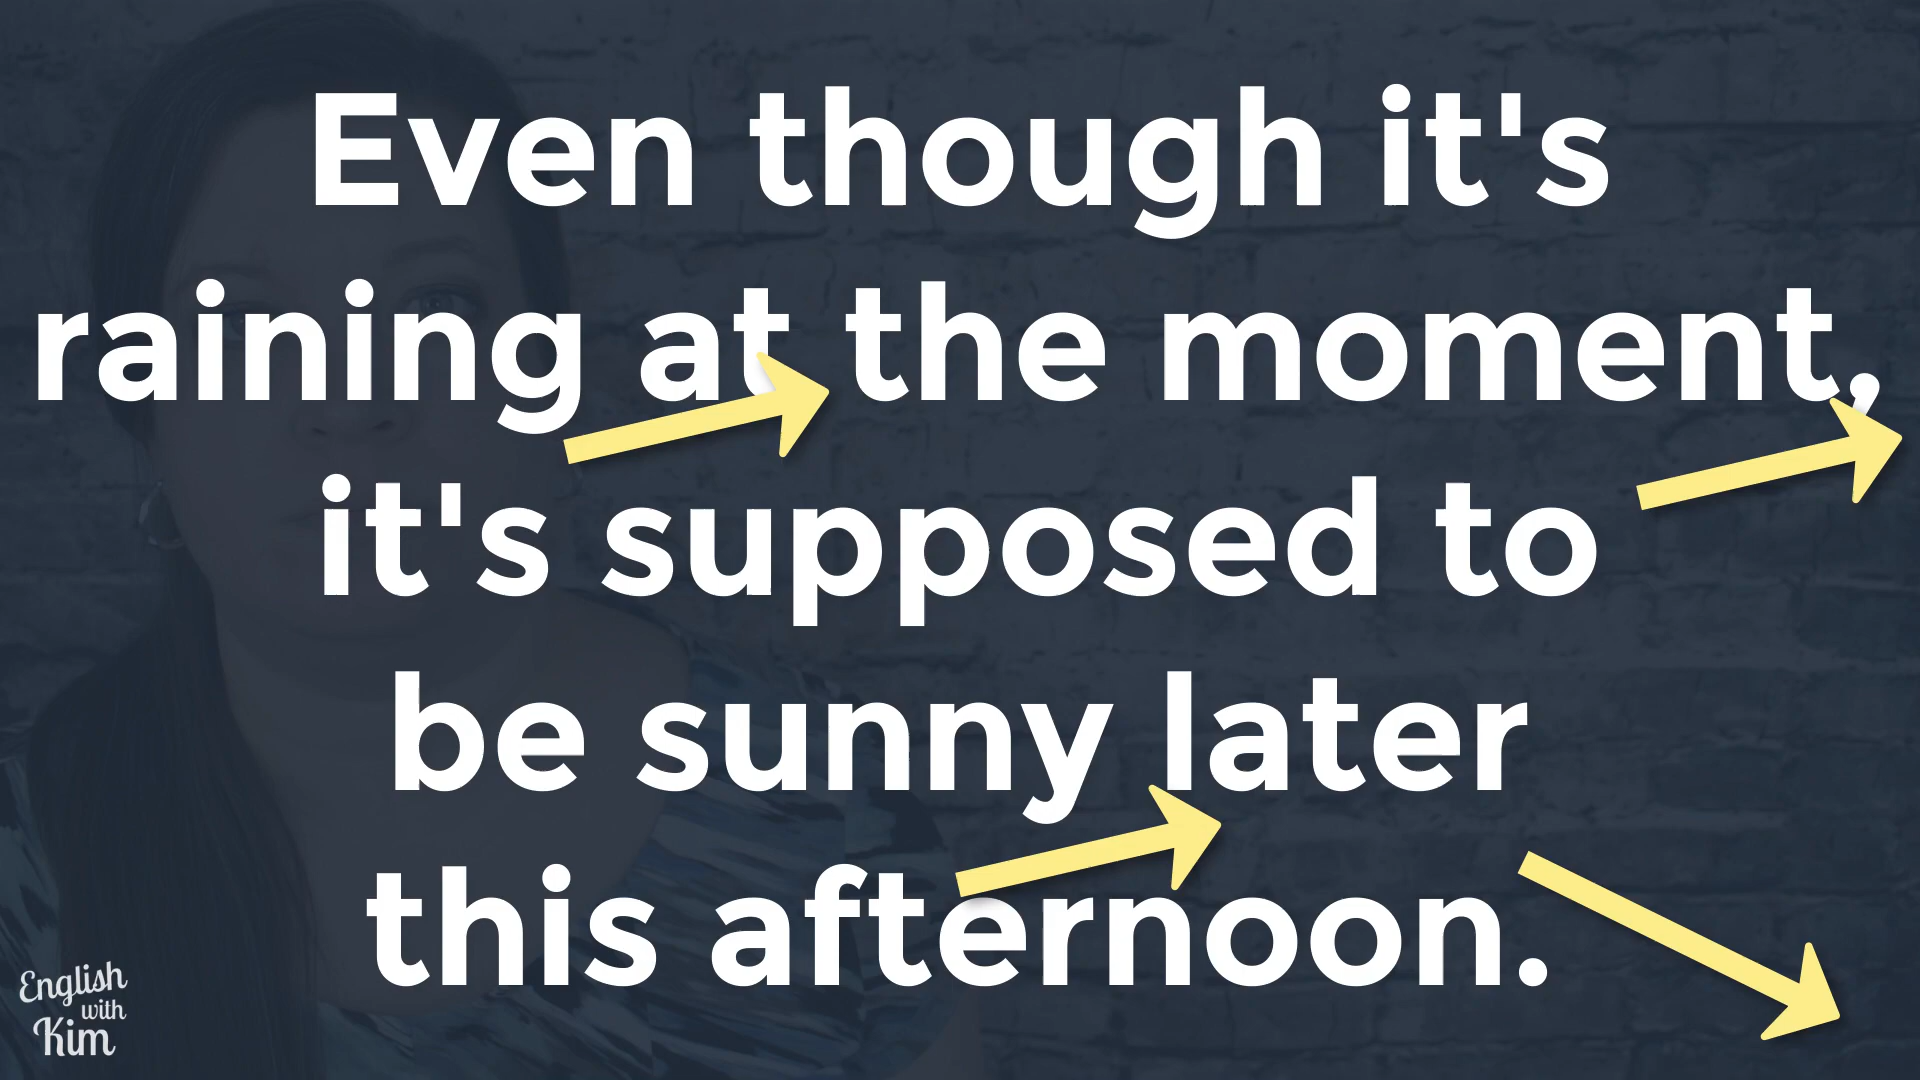 Even though it's
raining at the moment,
it's supposed to
be sunny later
this afternoon.
English
with
Kim